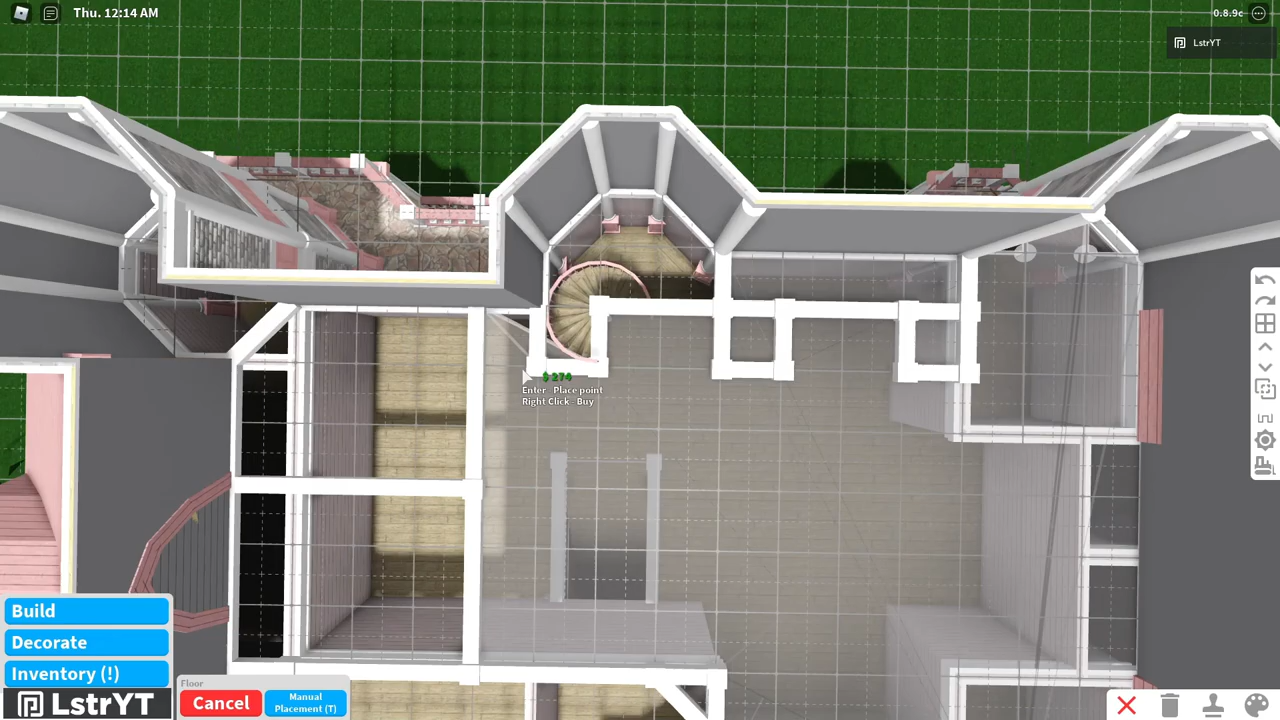 Thu. 12:14 AM
0.8.9c
LstrYT
$ 274
Enter - Place point
Right Click - Buy
Build
Decorate
Inventory (!)
LstrYT
Floor
Cancel
Manual
Placement (T)